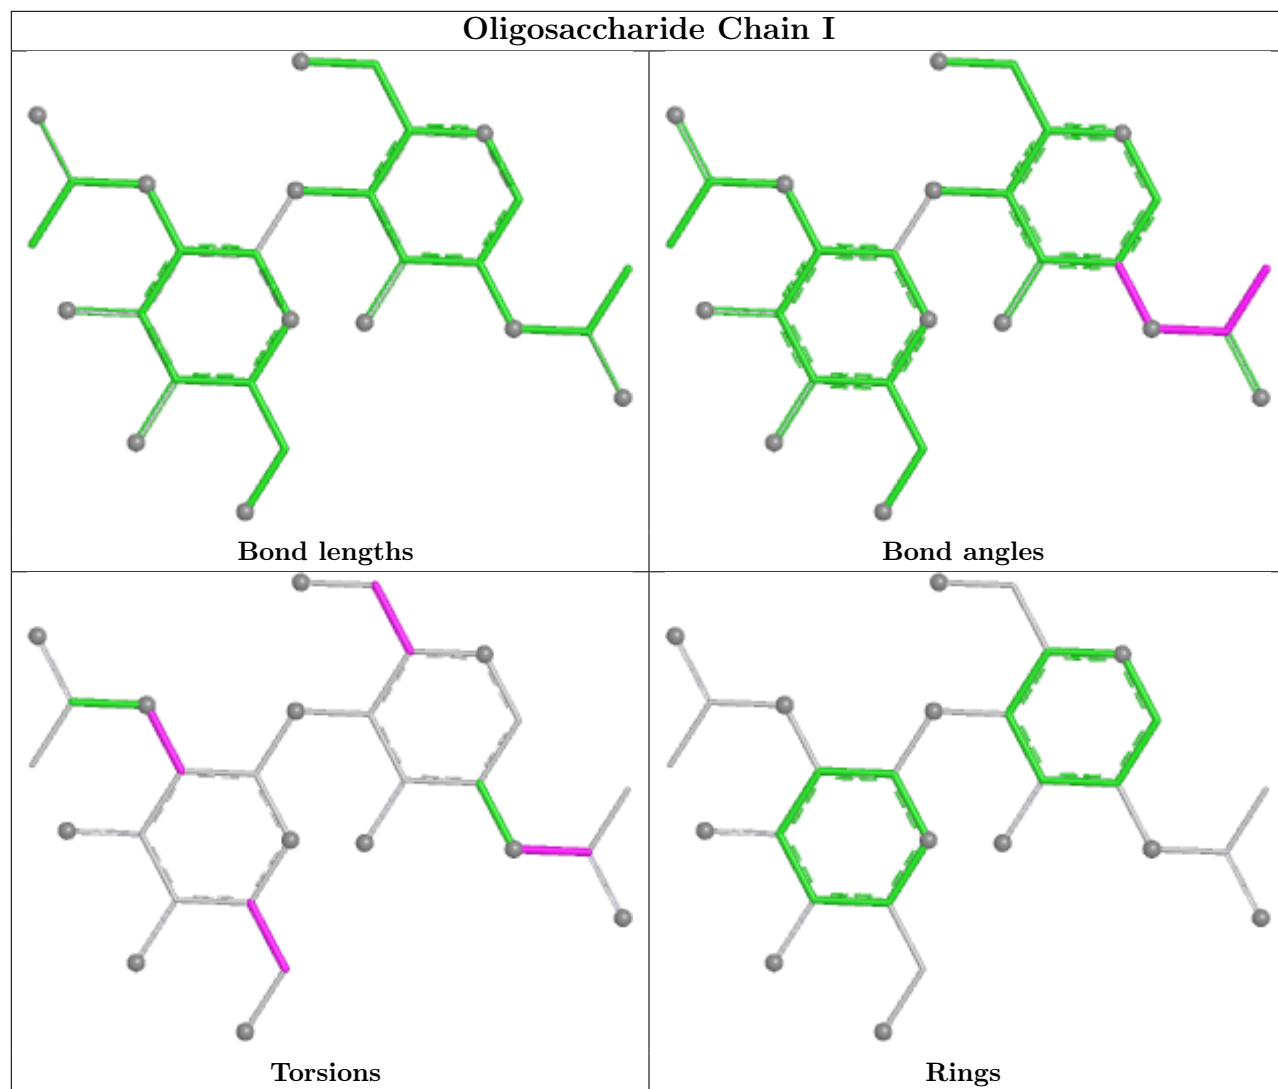 Oligosaccharide Chain I
Bond lengths
Bond angles
Torsions
Rings